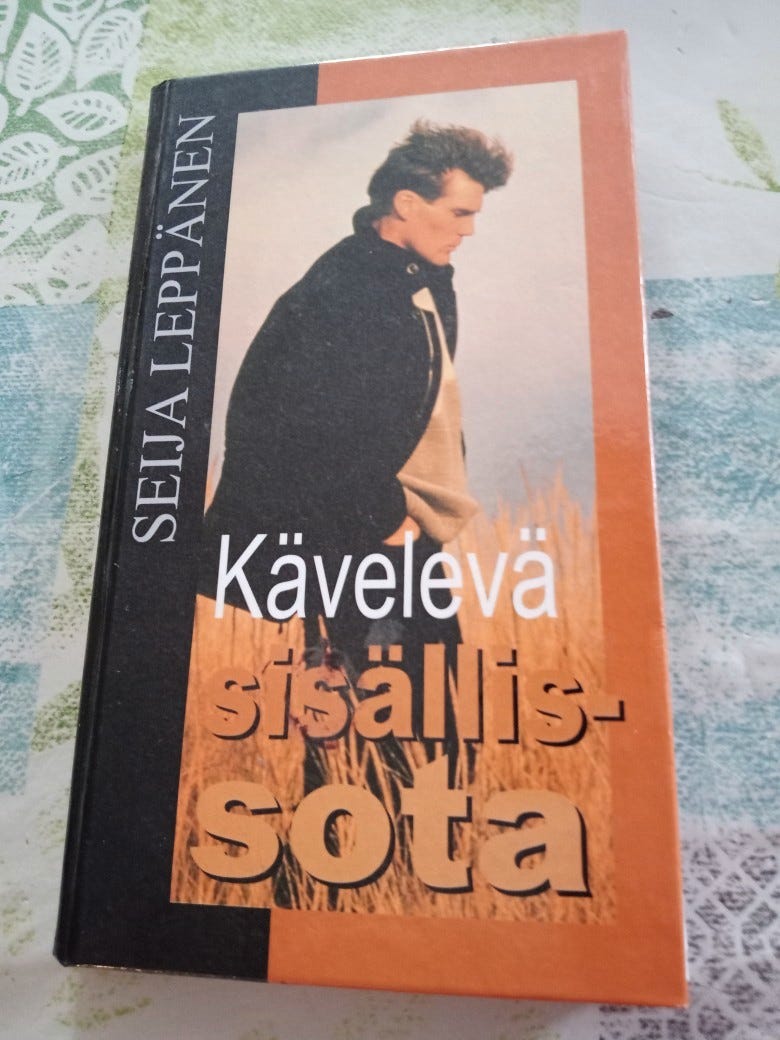 SEIJA LEPPÄNEN
Kävelevä
sisällis-
sota